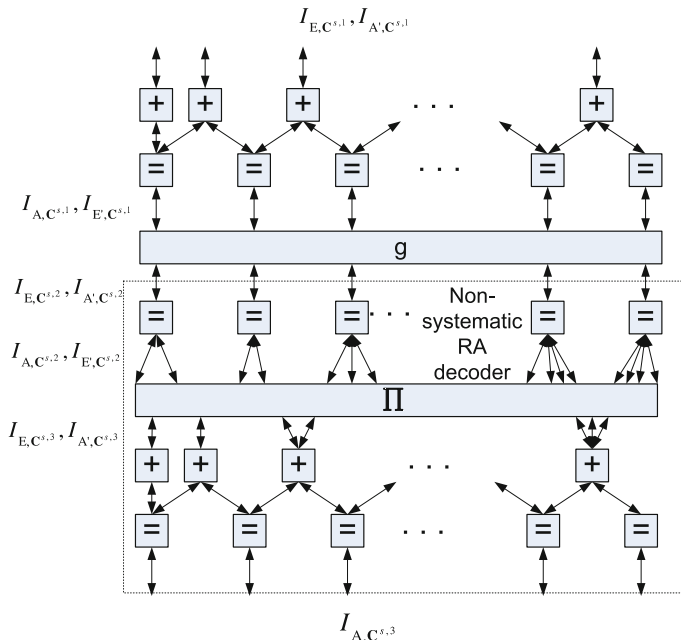 I_{E,C^{s,1}}, I_{A',C^{s,1}}
+ + + · · · +
= = = · · · = =
I_{A,C^{s,1}}, I_{E',C^{s,1}}
g
I_{E,C^{s,2}}, I_{A',C^{s,2}}
= = = · · · = =
Non-
systematic
RA
decoder
I_{A,C^{s,2}}, I_{E',C^{s,2}}
Π
I_{E,C^{s,3}}, I_{A',C^{s,3}}
+ + + · · · +
= = = · · · = =
I_{A,C^{s,3}}